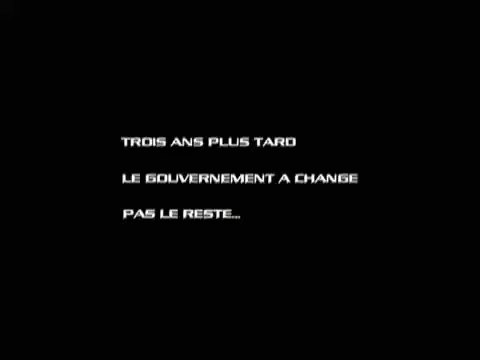 TROIS ANS PLUS TARD
LE GOUVERNEMENT A CHANGE
PAS LE RESTE...